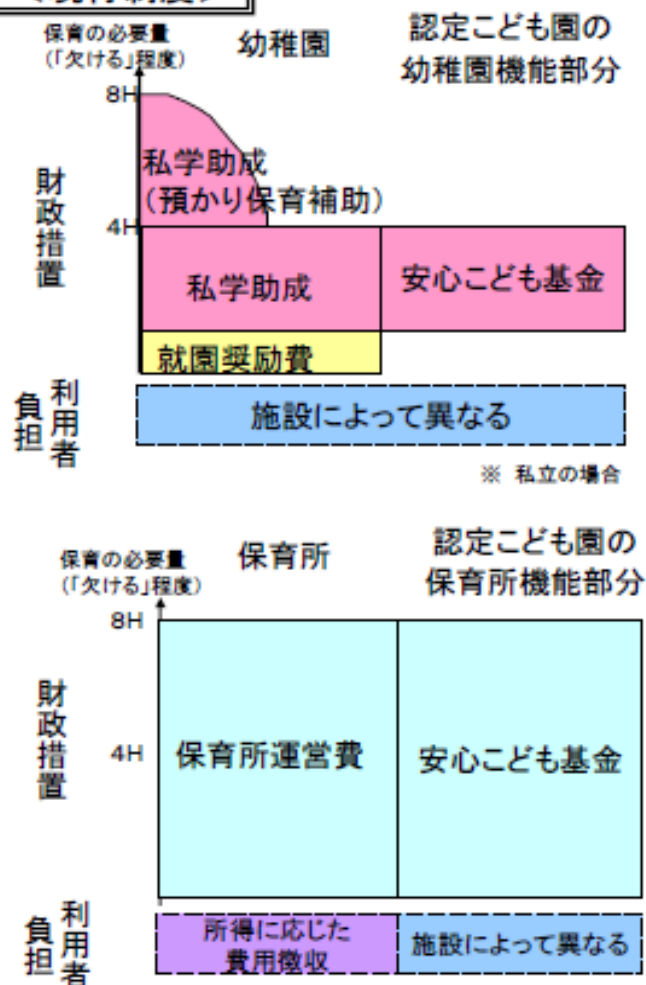 保育の必要量
(「欠ける」程度)
幼稚園
認定こども園の
幼稚園機能部分
8H
財政措置
私学助成
(預かり保育補助)
4H
私学助成
安心こども基金
就園奨励費
利用者
負担
施設によって異なる
※ 私立の場合
保育の必要量
(「欠ける」程度)
保育所
認定こども園の
保育所機能部分
8H
財政措置
4H
保育所運営費
安心こども基金
利用者
負担
所得に応じた
費用徴収
施設によって異なる